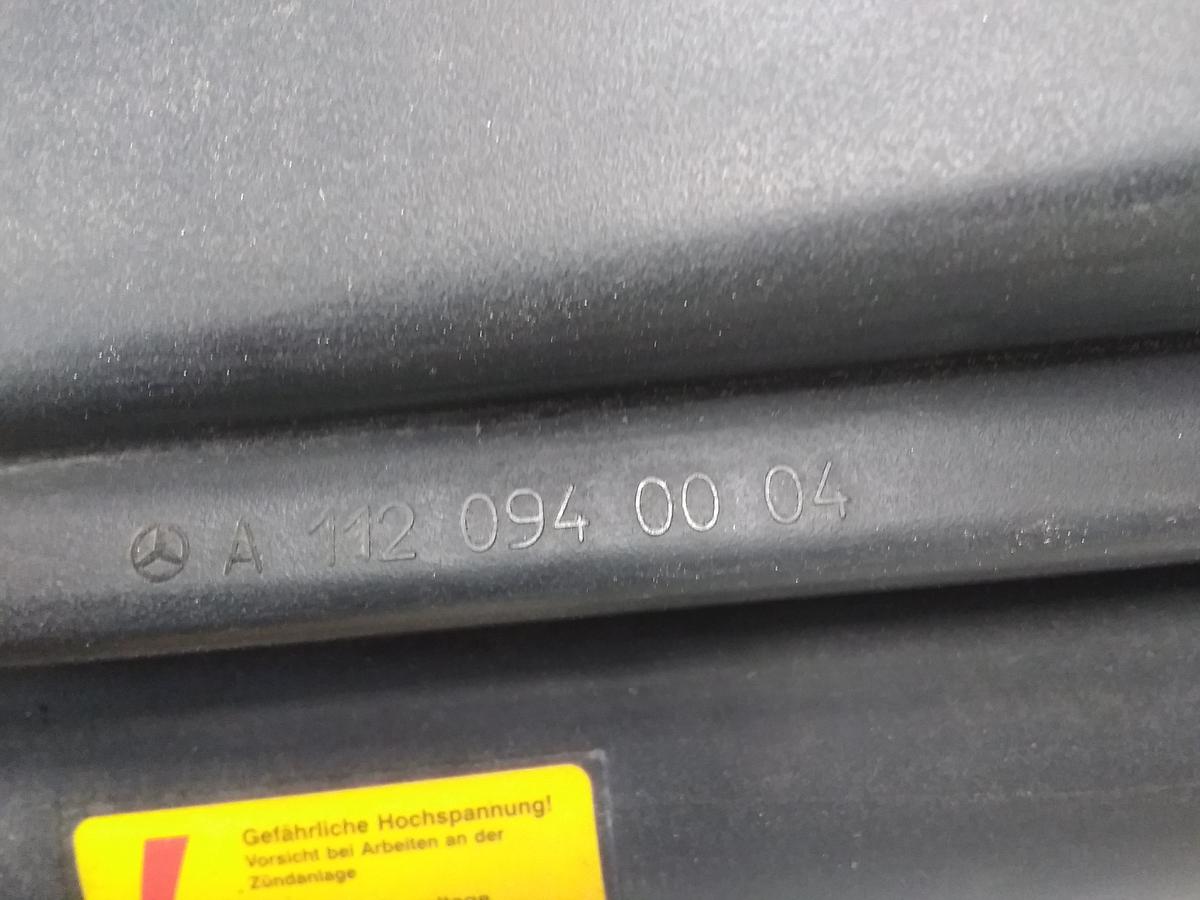 A 112 094 00 04
Gefährliche Hochspannung!
Vorsicht bei Arbeiten an der
Zündanlage